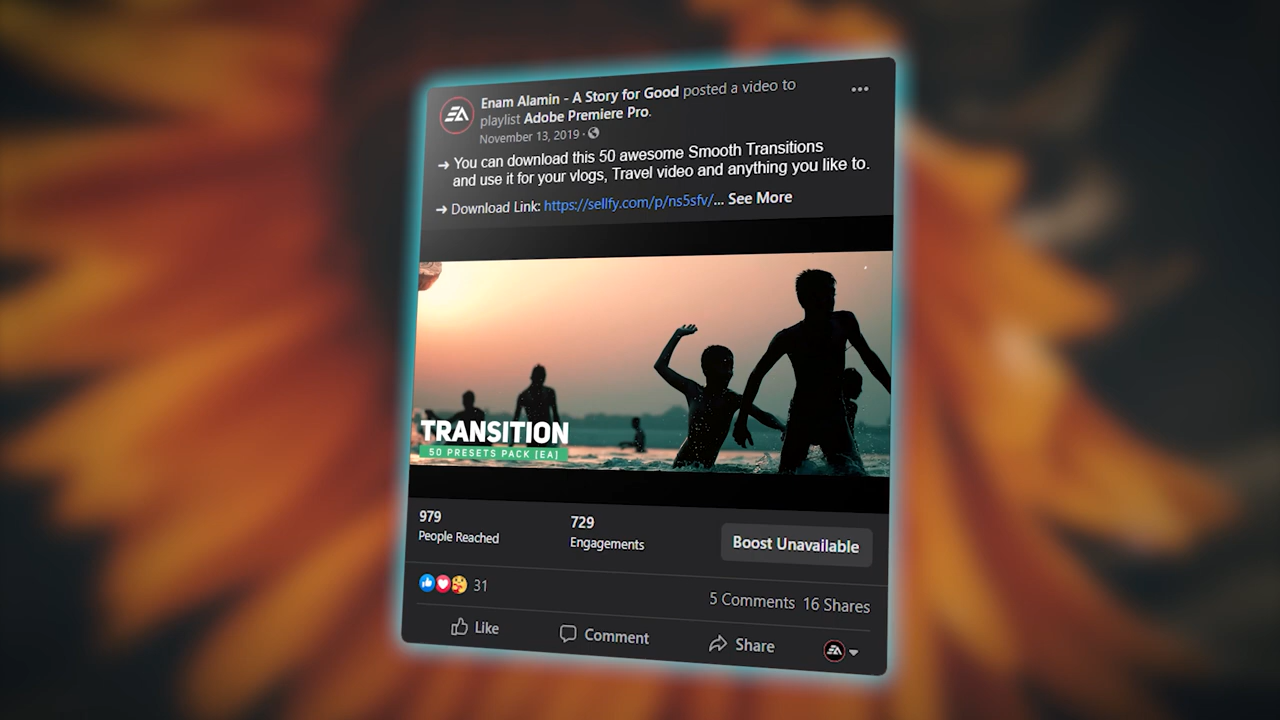 EA
Enam Alamin - A Story for Good posted a video to
playlist Adobe Premiere Pro.
November 13, 2019 ·
➔ You can download this 50 awesome Smooth Transitions
and use it for your vlogs, Travel video and anything you like to.
➔ Download Link: https://sellfy.com/p/ns5sfv/... See More
TRANSITION
50 PRESETS PACK [EA]
979
People Reached
729
Engagements
Boost Unavailable
31
5 Comments 16 Shares
Like
Comment
Share
EA